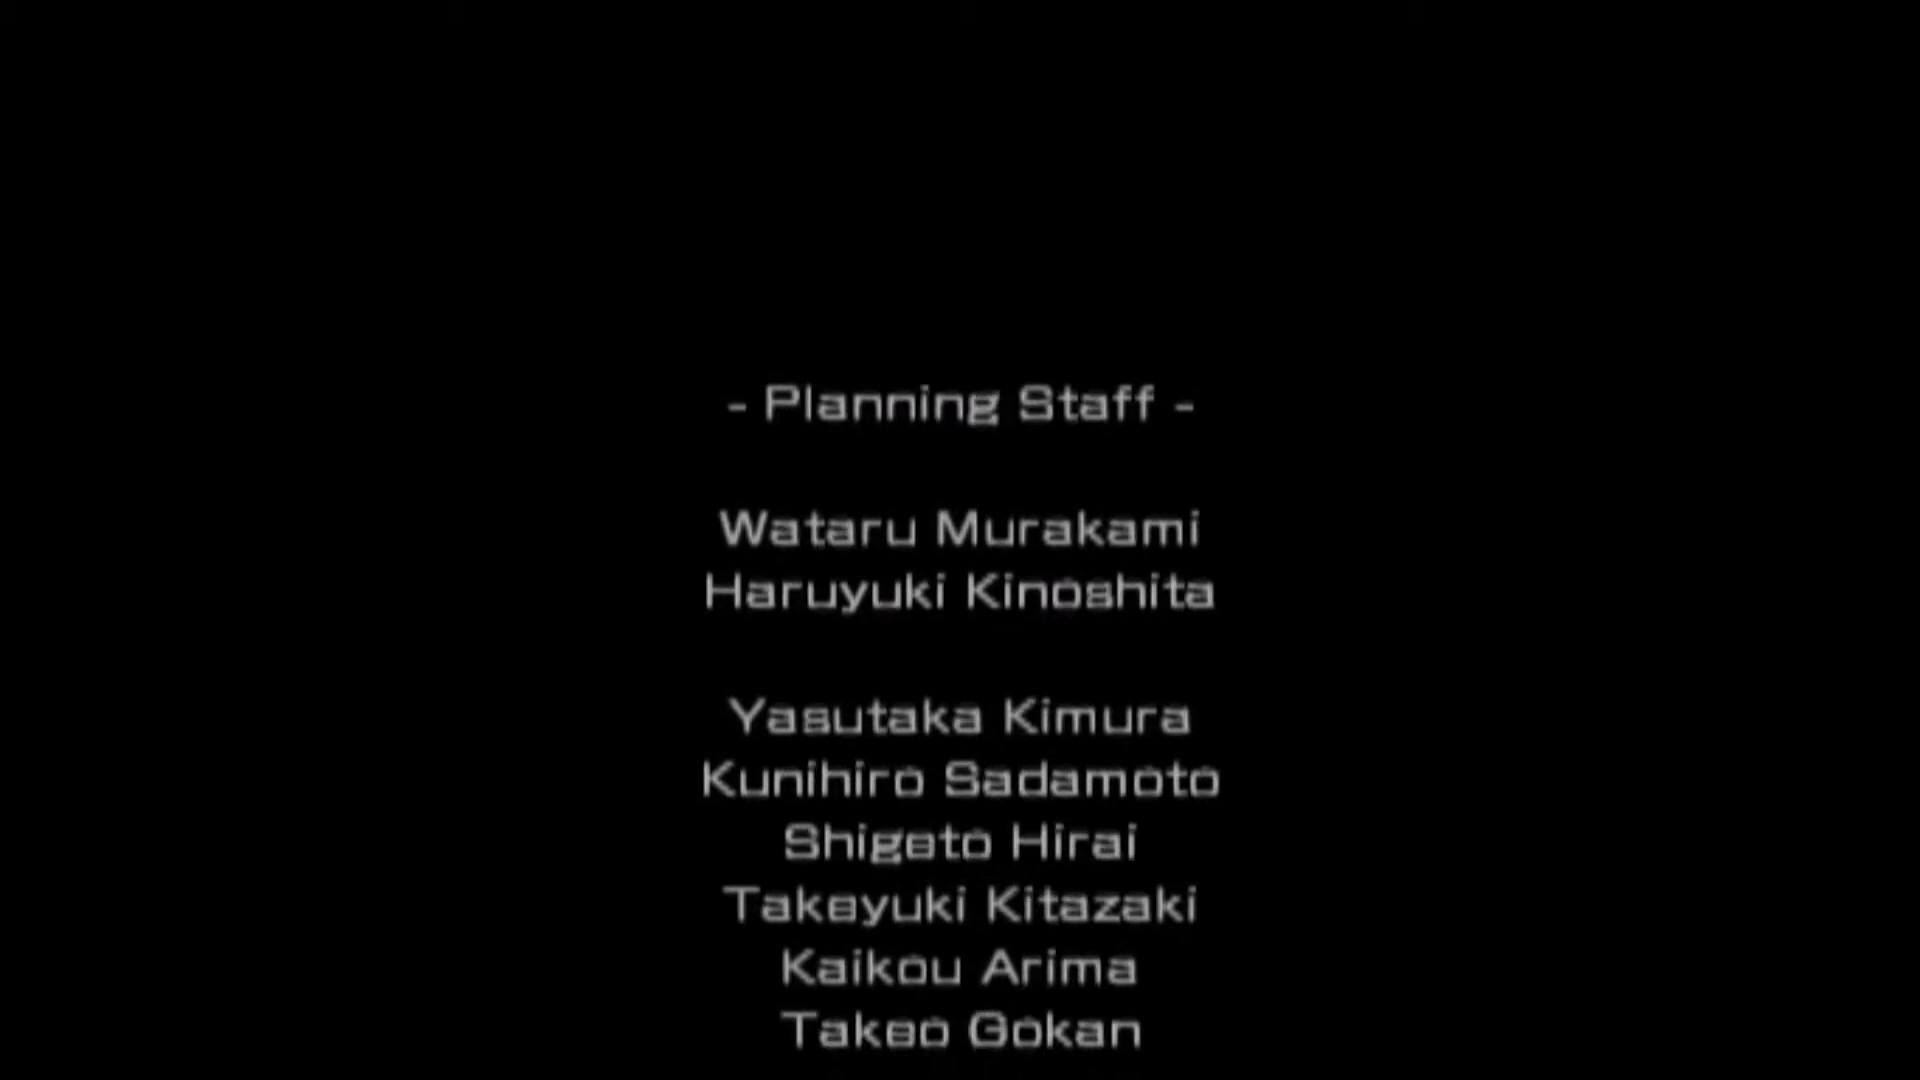 - Planning Staff -
Wataru Murakami
Haruyuki Kinoshita
Yasutaka Kimura
Kunihiro Sadamoto
Shigeto Hirai
Takeyuki Kitazaki
Kaikou Arima
Takeo Gokan